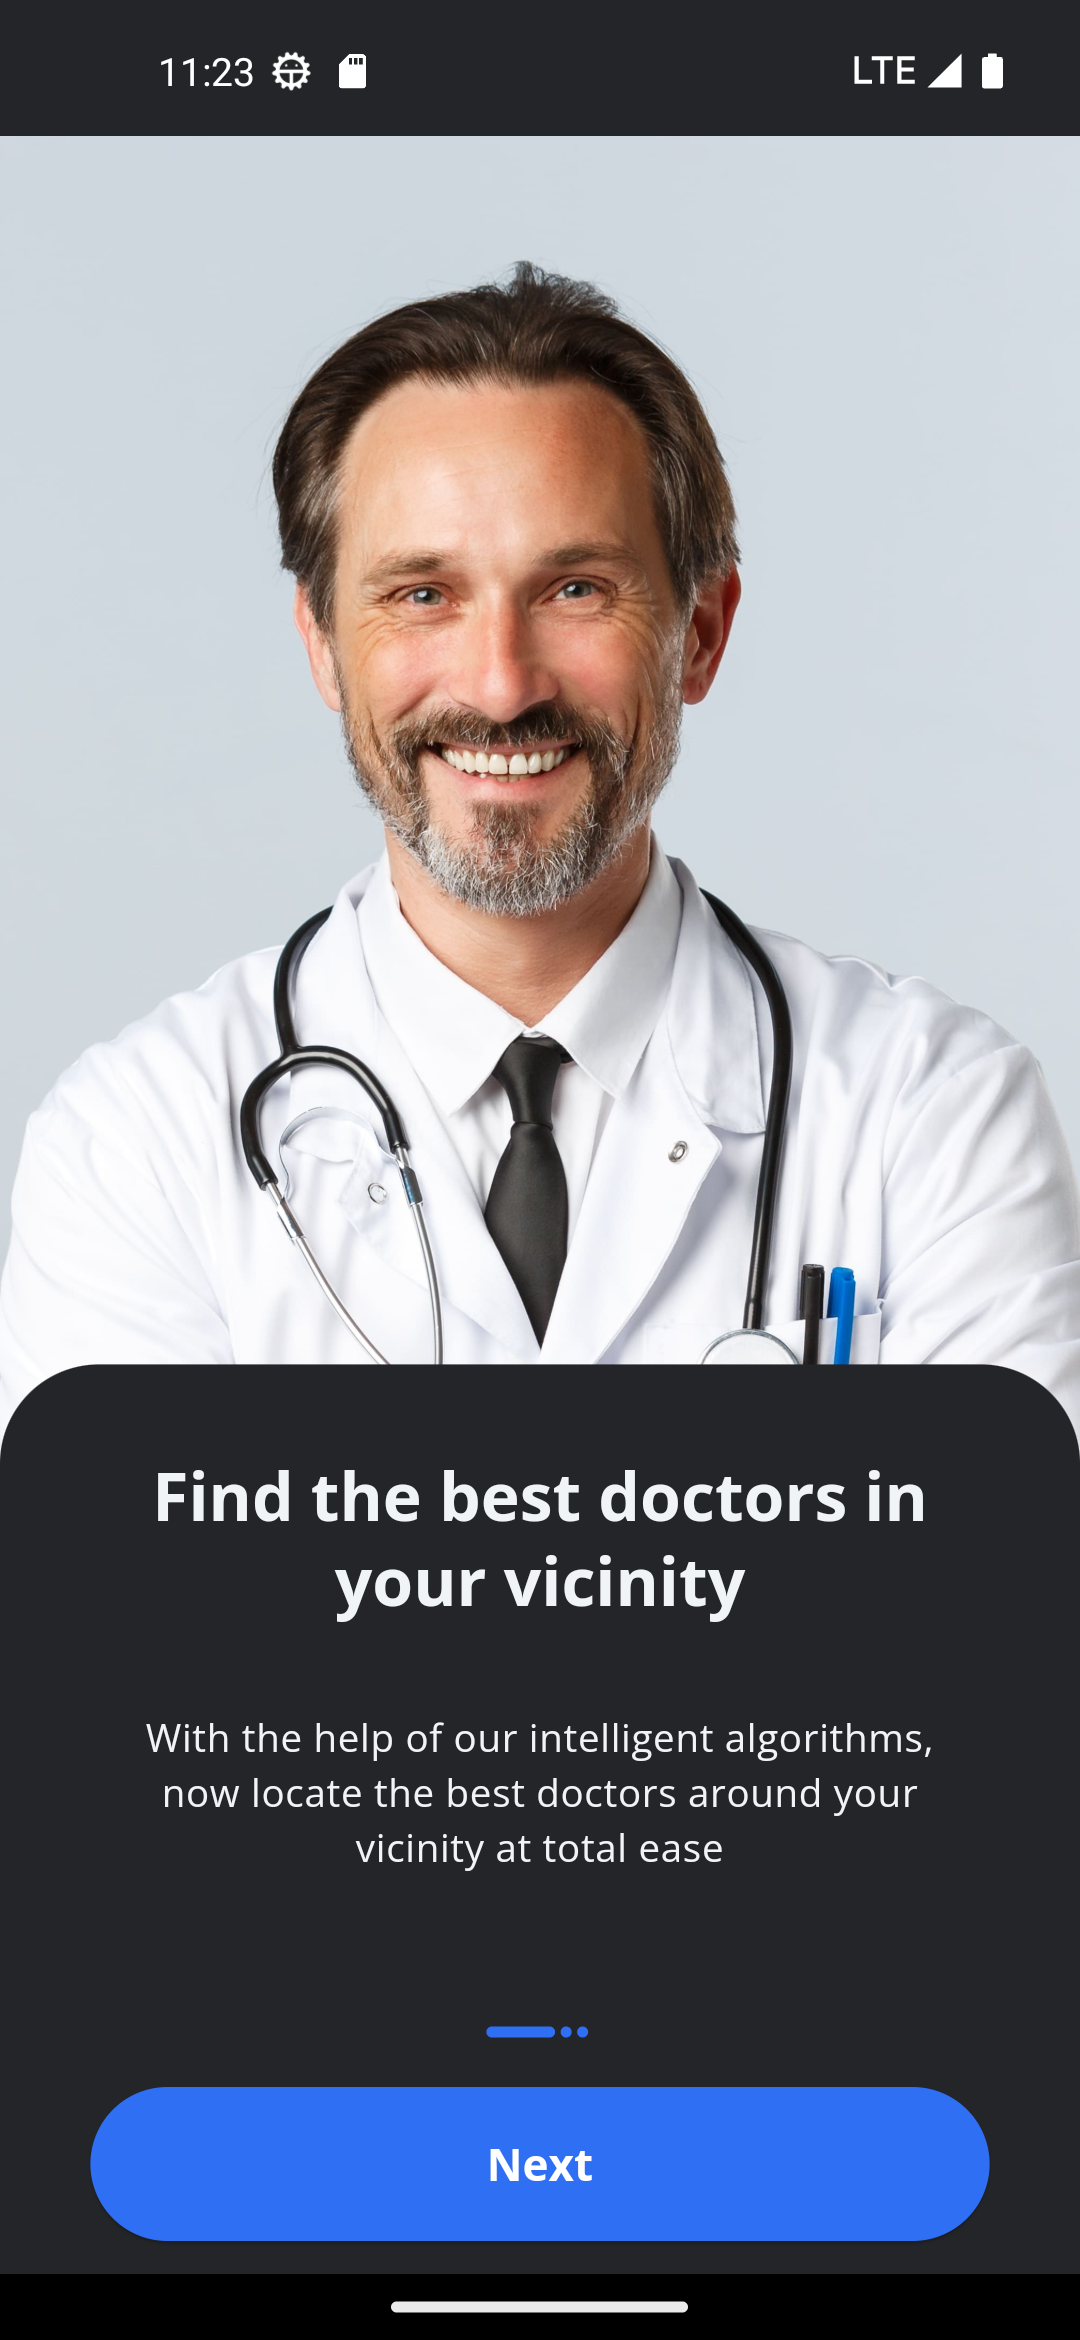 11:23
LTE
Find the best doctors in
your vicinity
With the help of our intelligent algorithms,
now locate the best doctors around your
vicinity at total ease
Next